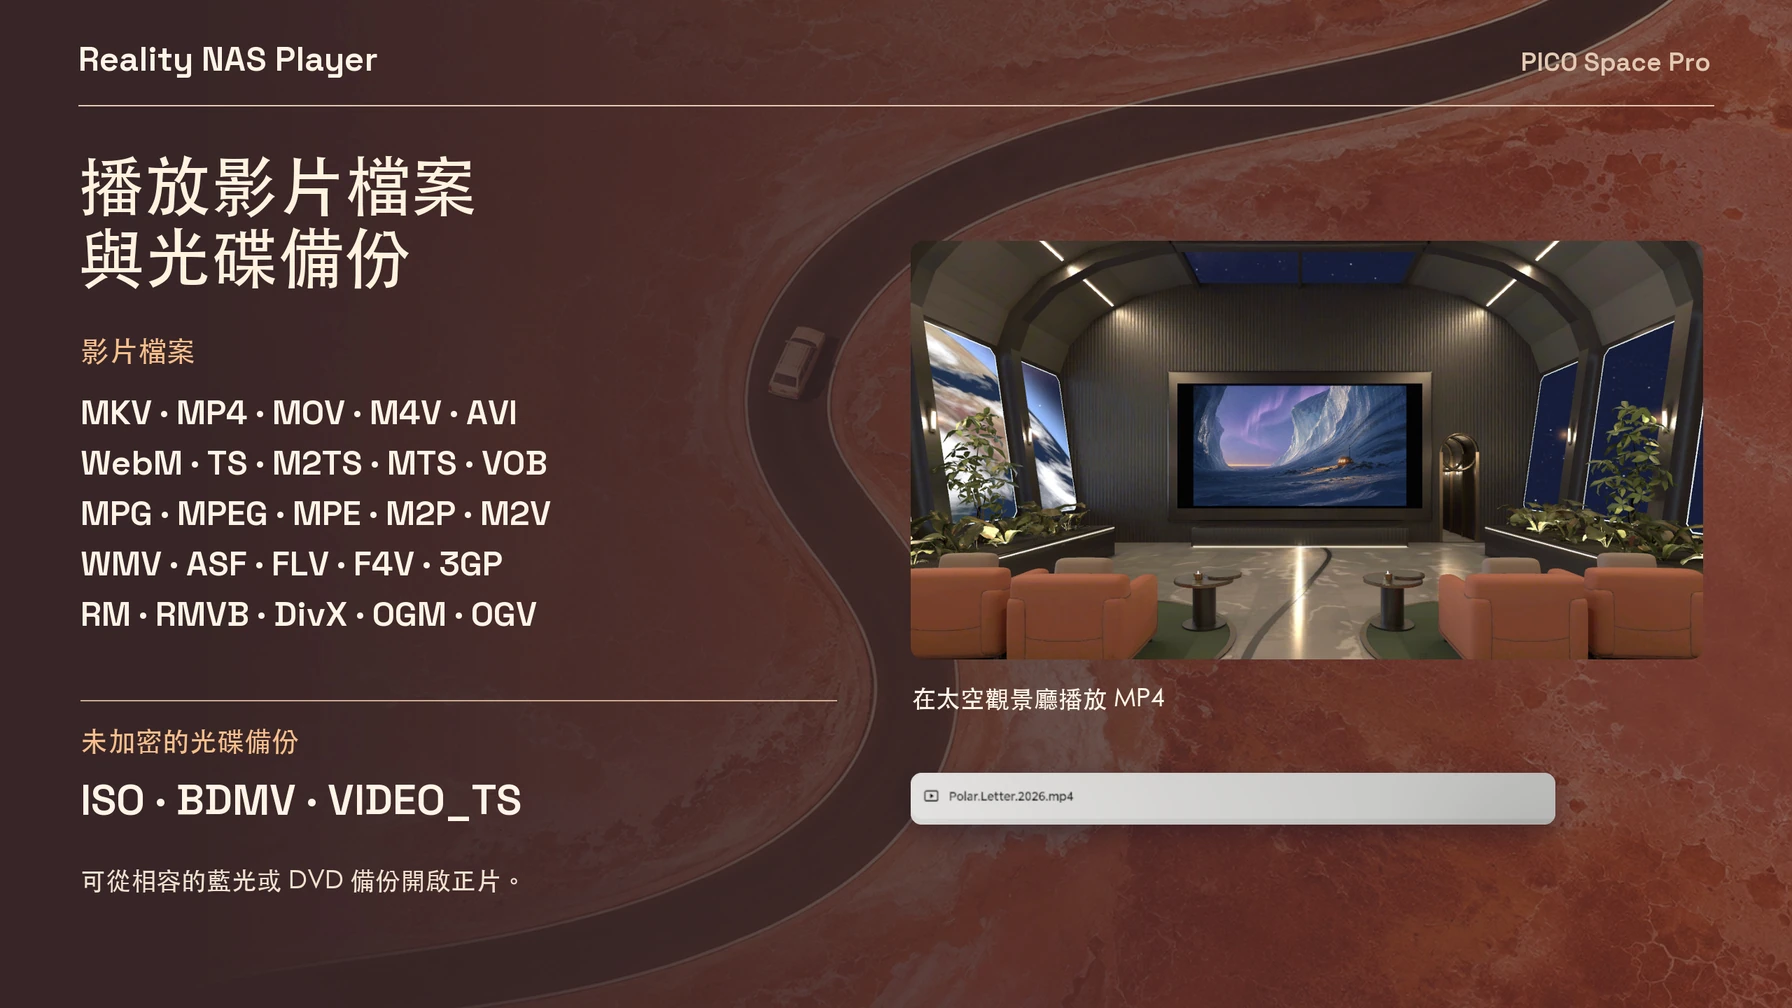 Reality NAS Player
PICO Space Pro
播放影片檔案
與光碟備份
影片檔案
MKV · MP4 · MOV · M4V · AVI
WebM · TS · M2TS · MTS · VOB
MPG · MPEG · MPE · M2P · M2V
WMV · ASF · FLV · F4V · 3GP
RM · RMVB · DivX · OGM · OGV
未加密的光碟備份
ISO · BDMV · VIDEO_TS
可從相容的藍光或 DVD 備份開啟正片。
在太空觀景廳播放 MP4
Polar.Letter.2026.mp4